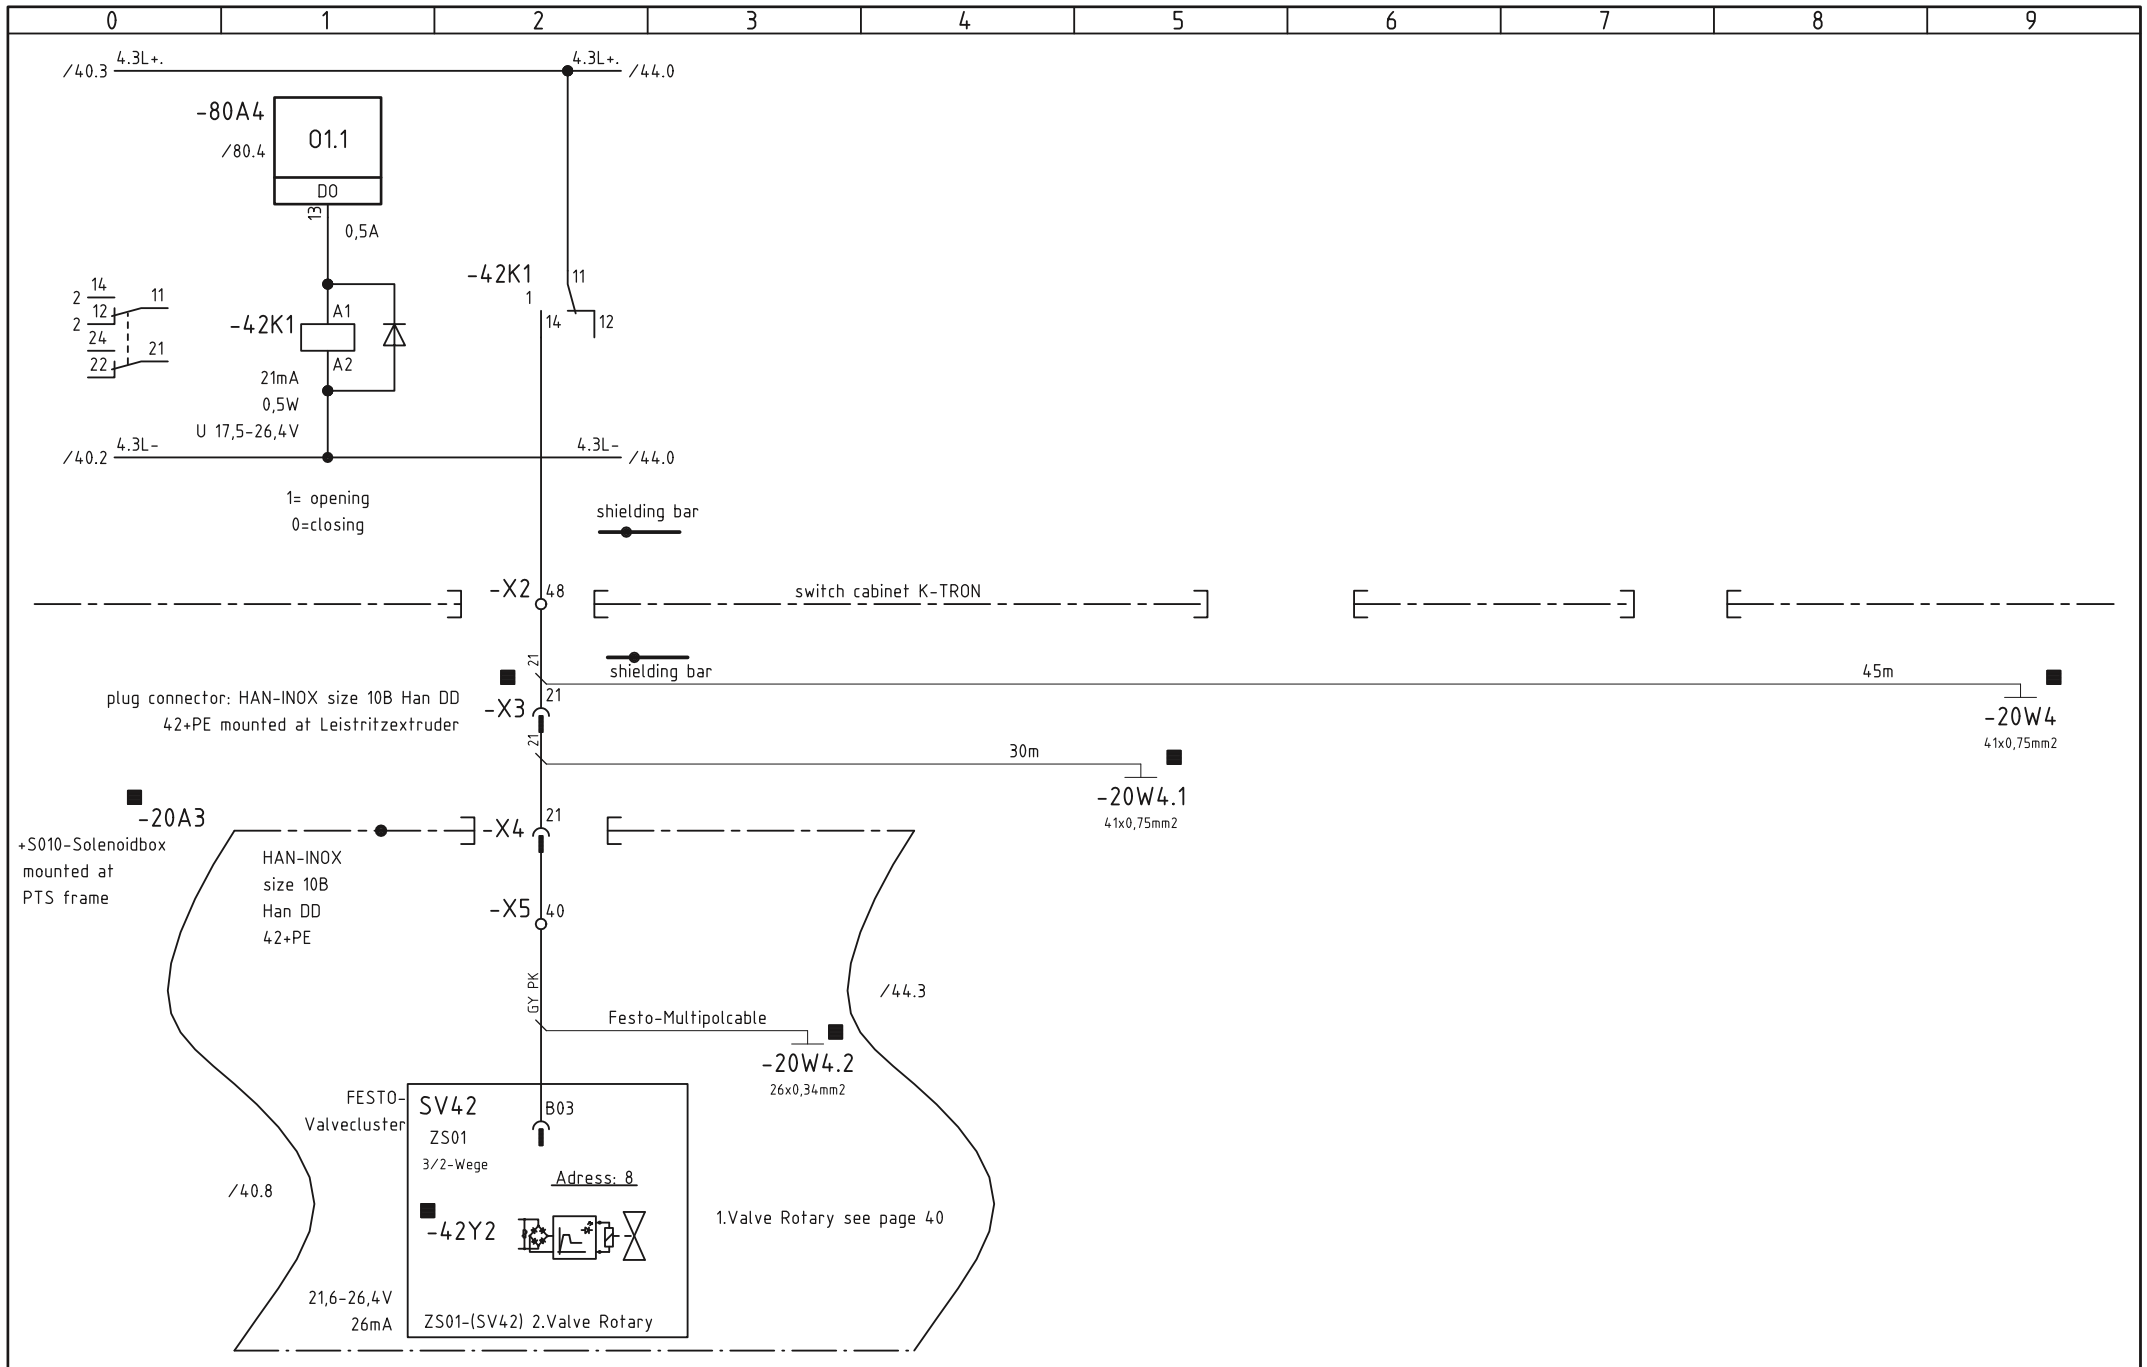 0 1 2 3 4 5 6 7 8 9
/40.3 4.3L+. 4.3L+. /44.0
-80A4
/80.4
O1.1
DO
13
0,5A
-42K1
1
11
14
12
2 14
11
2 12
24
21
22
-42K1
A1
A2
21mA
0,5W
U 17,5-26,4V
/40.2 4.3L- 4.3L- /44.0
1= opening
0=closing
shielding bar
-X2 48
switch cabinet K-TRON
21
shielding bar
45m
-20W4
41x0,75mm2
plug connector: HAN-INOX size 10B Han DD
42+PE mounted at Leistritzextruder
-X3 21
21
30m
-20W4.1
41x0,75mm2
-20A3
+S010-Solenoidbox
mounted at
PTS frame
-X4 21
HAN-INOX
size 10B
Han DD
42+PE
-X5 40
GY PK
/44.3
Festo-Multipolcable
-20W4.2
26x0,34mm2
FESTO-
Valvecluster
SV42
B03
ZS01
3/2-Wege
Adress: 8
/40.8
-42Y2
1.Valve Rotary see page 40
21,6-26,4V
26mA
ZS01-(SV42) 2.Valve Rotary